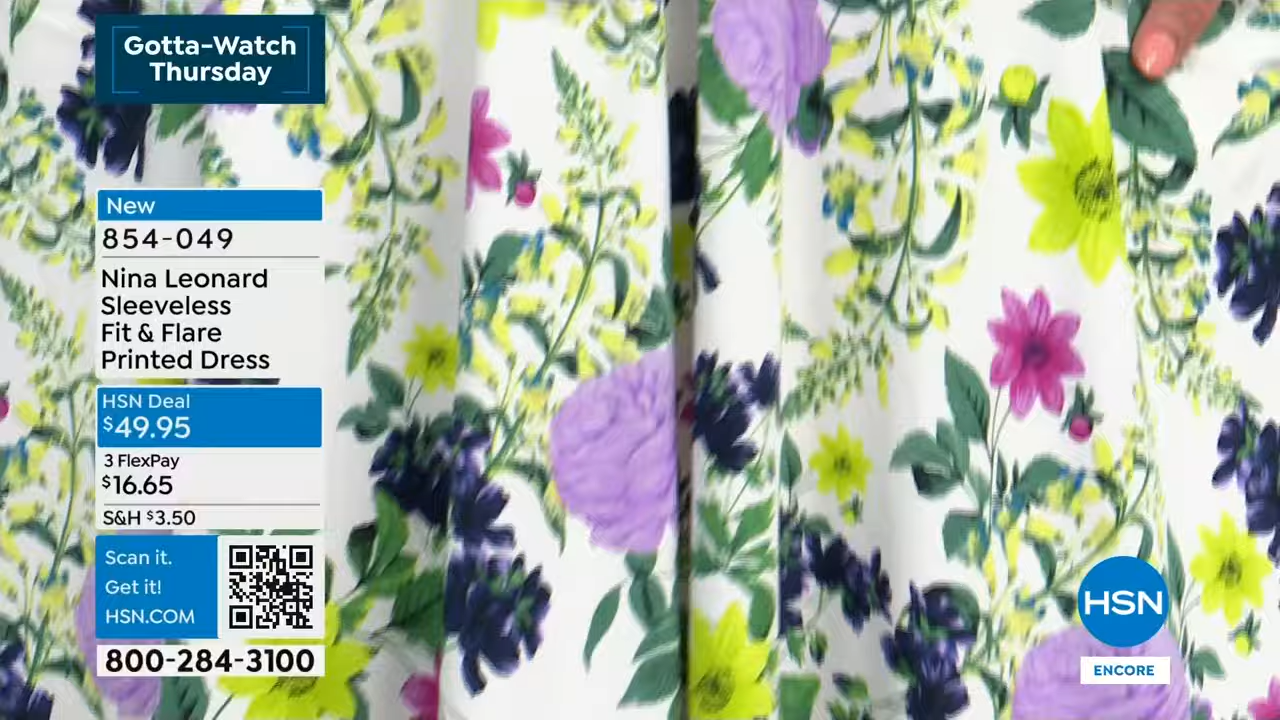 Gotta-Watch
Thursday
New
854-049
Nina Leonard
Sleeveless
Fit & Flare
Printed Dress
HSN Deal
$49.95
3 FlexPay
$16.65
S&H $3.50
Scan it.
Get it!
HSN.COM
800-284-3100
HSN
ENCORE